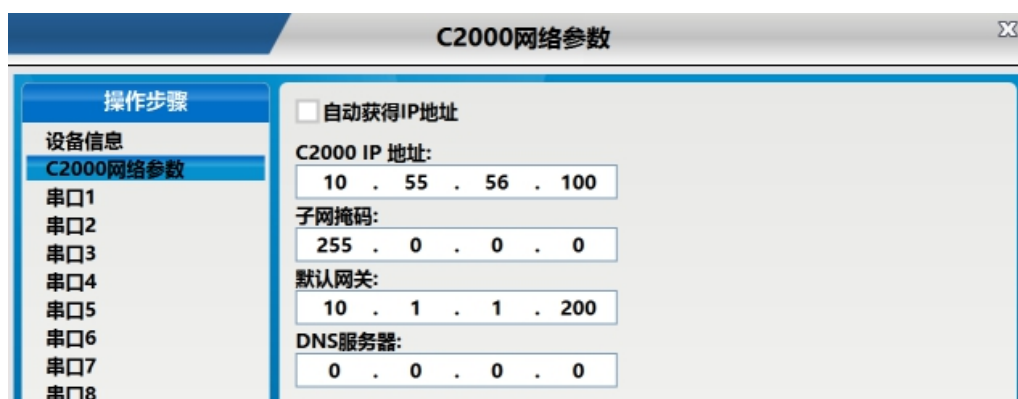 C2000网络参数
操作步骤
设备信息
C2000网络参数
串口1
串口2
串口3
串口4
串口5
串口6
串口7
串口8
自动获得IP地址
C2000 IP 地址:
10 . 55 . 56 . 100
子网掩码:
255 . 0 . 0 . 0
默认网关:
10 . 1 . 1 . 200
DNS服务器:
0 . 0 . 0 . 0